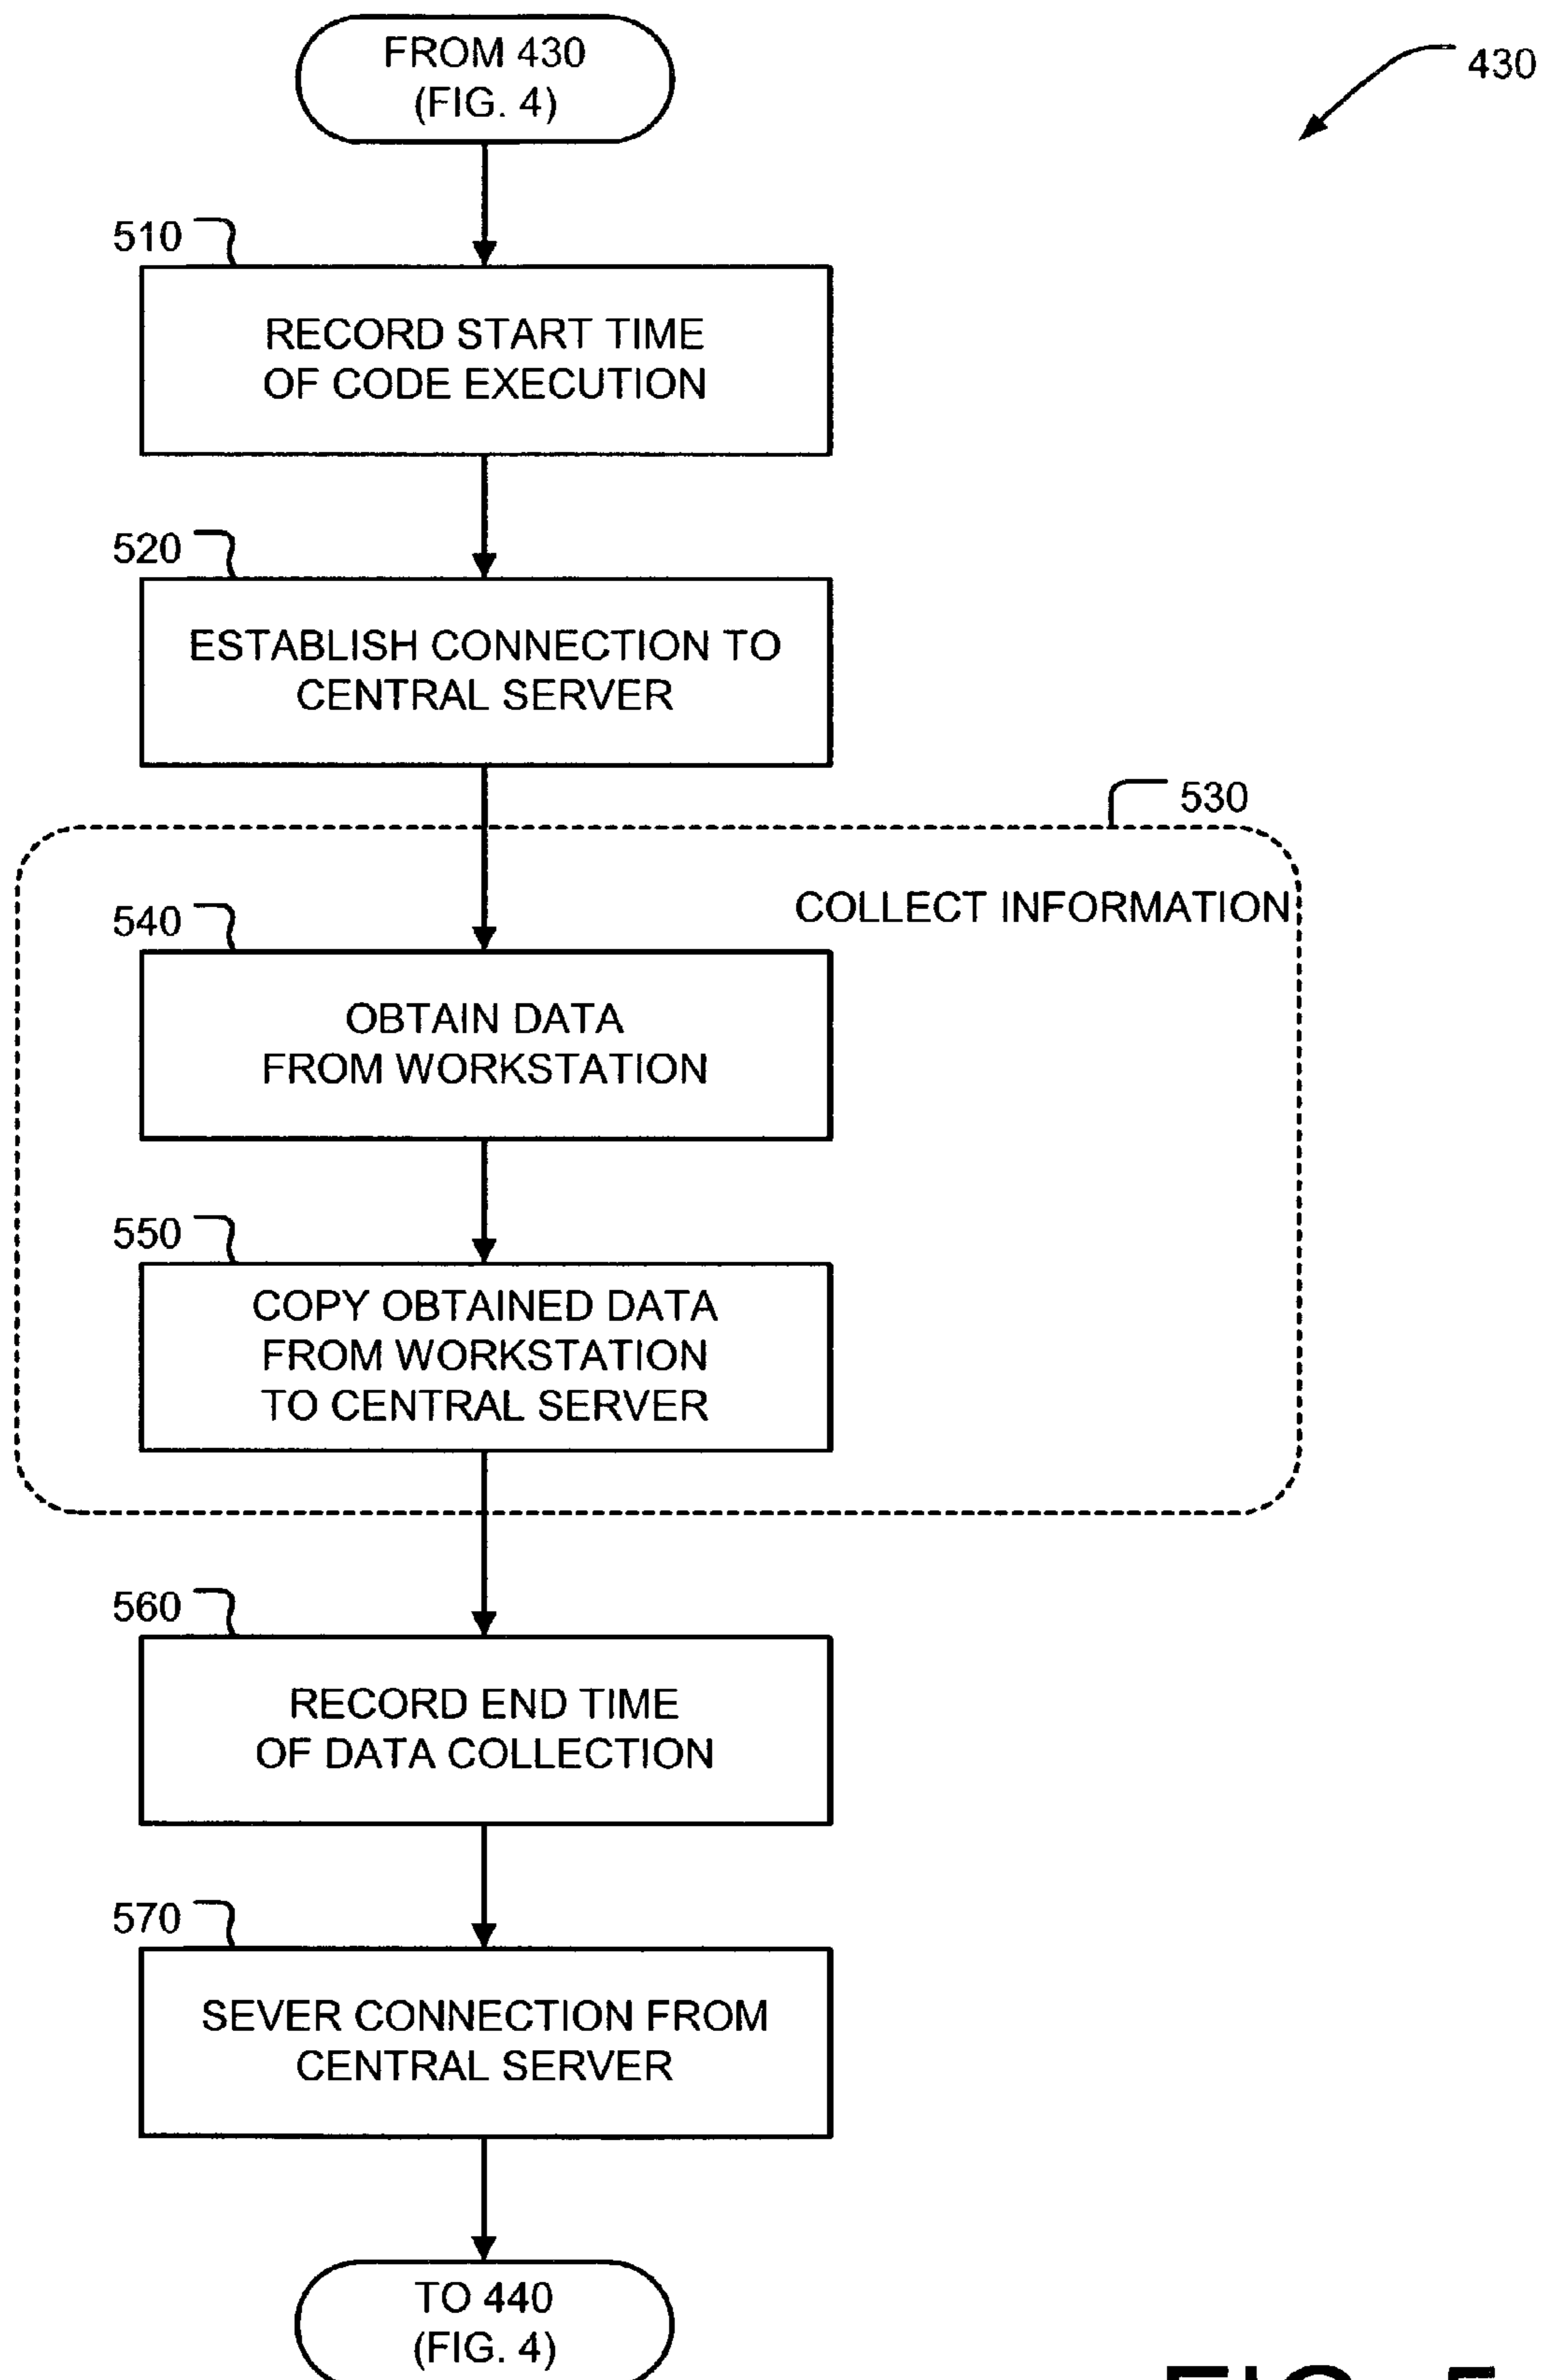 FROM 430
(FIG. 4)
430
510
RECORD START TIME
OF CODE EXECUTION
520
ESTABLISH CONNECTION TO
CENTRAL SERVER
530
COLLECT INFORMATION
540
OBTAIN DATA
FROM WORKSTATION
550
COPY OBTAINED DATA
FROM WORKSTATION
TO CENTRAL SERVER
560
RECORD END TIME
OF DATA COLLECTION
570
SEVER CONNECTION FROM
CENTRAL SERVER
TO 440
(FIG. 4)